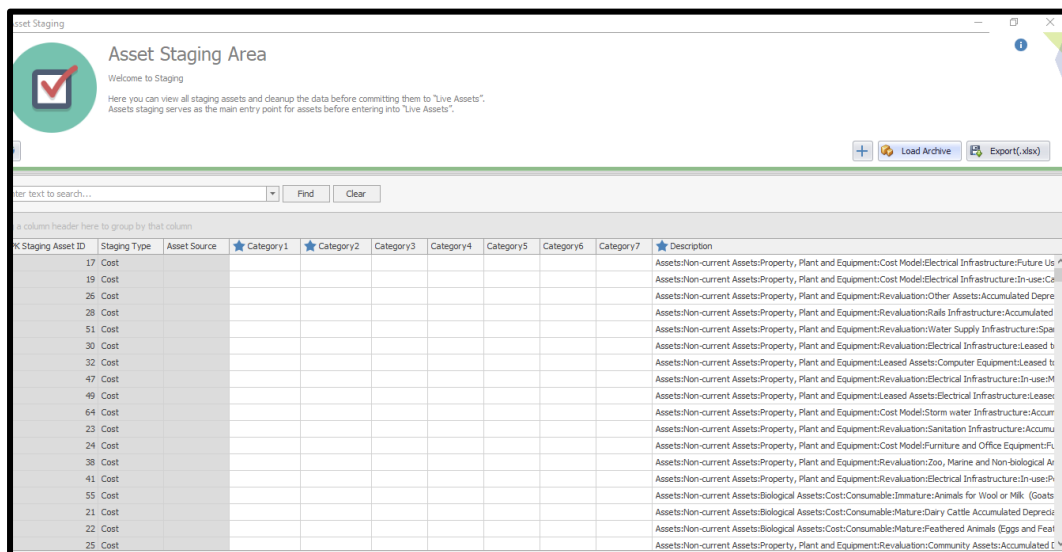 sset Staging
Asset Staging Area
Welcome to Staging
Here you can view all staging assets and cleanup the data before committing them to "Live Assets".
Assets staging serves as the main entry point for assets before entering into "Live Assets".
Load Archive Export(.xlsx)
nter text to search... Find Clear
a column header here to group by that column
PK Staging Asset ID Staging Type Asset Source Category1 Category2 Category3 Category4 Category5 Category6 Category7 Description
17 Cost Assets:Non-current Assets:Property, Plant and Equipment:Cost Model:Electrical Infrastructure:Future Us
19 Cost Assets:Non-current Assets:Property, Plant and Equipment:Cost Model:Electrical Infrastructure:In-use:Ca
26 Cost Assets:Non-current Assets:Property, Plant and Equipment:Revaluation:Other Assets:Accumulated Depre
28 Cost Assets:Non-current Assets:Property, Plant and Equipment:Revaluation:Rails Infrastructure:Accumulated
51 Cost Assets:Non-current Assets:Property, Plant and Equipment:Revaluation:Water Supply Infrastructure:Spa
30 Cost Assets:Non-current Assets:Property, Plant and Equipment:Revaluation:Electrical Infrastructure:Leased to
32 Cost Assets:Non-current Assets:Property, Plant and Equipment:Leased Assets:Computer Equipment:Leased to
47 Cost Assets:Non-current Assets:Property, Plant and Equipment:Revaluation:Electrical Infrastructure:In-use:M
49 Cost Assets:Non-current Assets:Property, Plant and Equipment:Leased Assets:Electrical Infrastructure:Leased
64 Cost Assets:Non-current Assets:Property, Plant and Equipment:Cost Model:Storm water Infrastructure:Accum
23 Cost Assets:Non-current Assets:Property, Plant and Equipment:Revaluation:Sanitation Infrastructure:Accumu
24 Cost Assets:Non-current Assets:Property, Plant and Equipment:Cost Model:Furniture and Office Equipment:Fu
38 Cost Assets:Non-current Assets:Property, Plant and Equipment:Revaluation:Zoo, Marine and Non-biological An
41 Cost Assets:Non-current Assets:Property, Plant and Equipment:Revaluation:Electrical Infrastructure:In-use:Po
55 Cost Assets:Non-current Assets:Biological Assets:Cost:Consumable:Immature:Animals for Wool or Milk (Goats
21 Cost Assets:Non-current Assets:Biological Assets:Cost:Consumable:Mature:Dairy Cattle Accumulated Deprecia
22 Cost Assets:Non-current Assets:Biological Assets:Cost:Consumable:Mature:Feathered Animals (Eggs and Feat
25 Cost Assets:Non-current Assets:Property, Plant and Equipment:Revaluation:Community Assets:Accumulated D